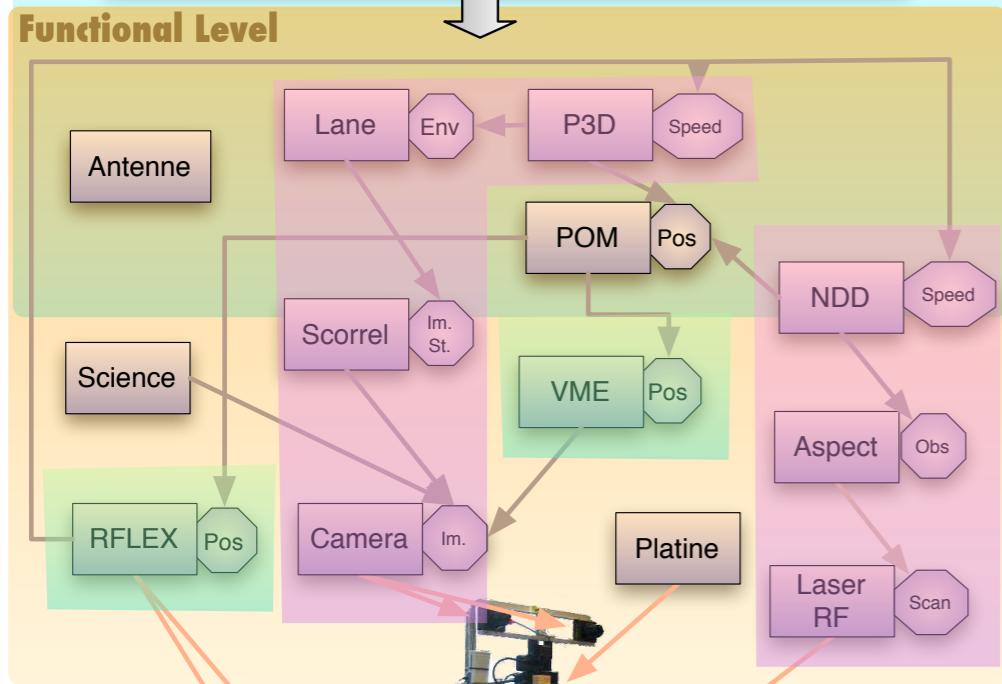 Functional Level
Lane
Env
P3D
Speed
Antenne
POM
Pos
NDD
Speed
Scorrel
Im.
St.
Science
VME
Pos
Aspect
Obs
RFLEX
Pos
Camera
Im.
Platine
Laser
RF
Scan